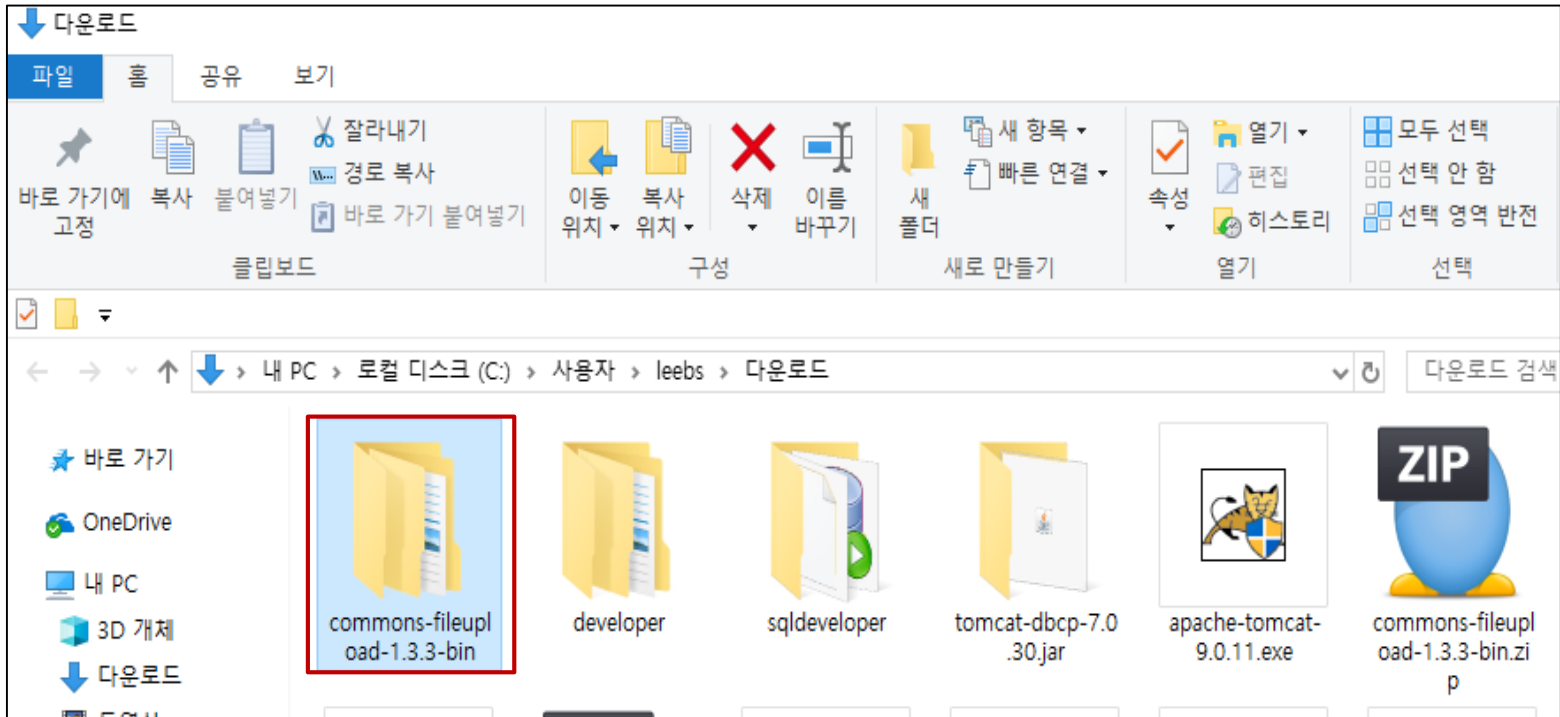 다운로드
파일 홈 공유 보기
바로 가기에 고정
복사
붙여넣기
잘라내기
경로 복사
바로 가기 붙여넣기
클립보드
이동 위치
복사 위치
삭제
이름 바꾸기
구성
새 폴더
새 항목
빠른 연결
새로 만들기
속성
열기
편집
히스토리
열기
모두 선택
선택 안 함
선택 영역 반전
선택
내 PC › 로컬 디스크 (C:) › 사용자 › leebs › 다운로드
다운로드 검색
바로 가기
OneDrive
내 PC
3D 개체
다운로드
commons-fileupl
oad-1.3.3-bin
developer
sqldeveloper
tomcat-dbcp-7.0
.30.jar
apache-tomcat-
9.0.11.exe
ZIP
commons-fileupl
oad-1.3.3-bin.zi
p